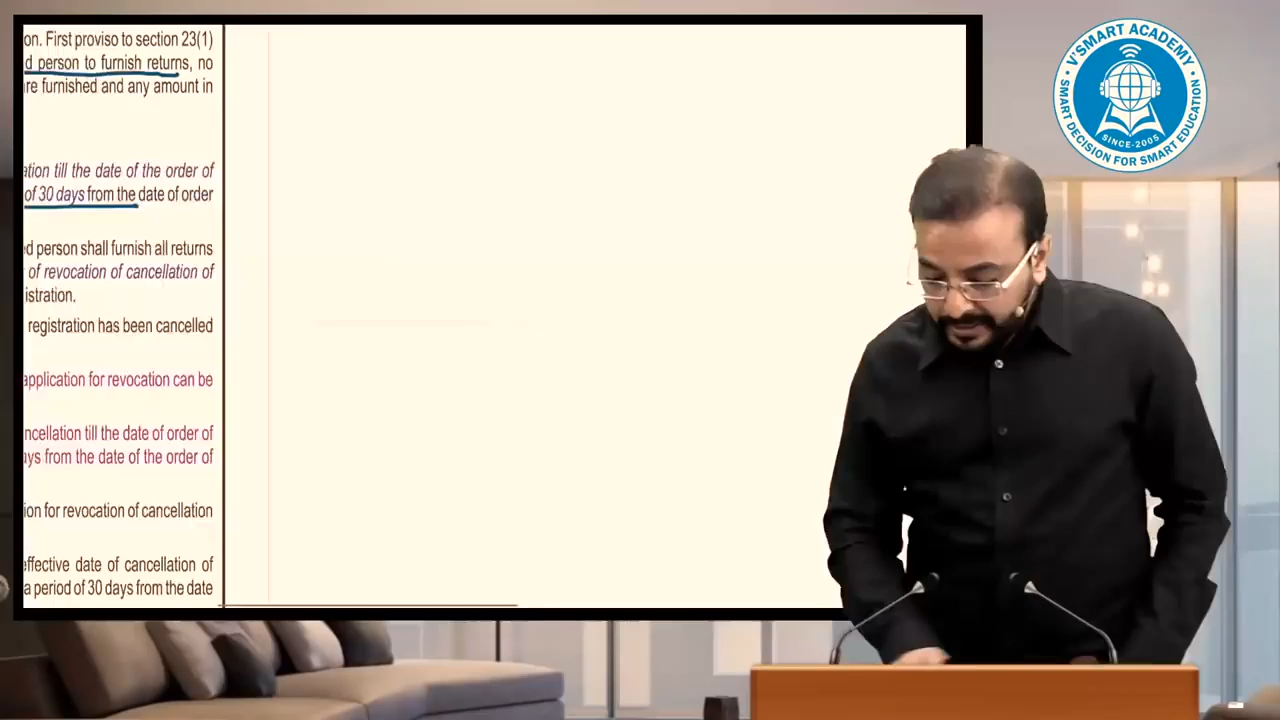 on. First proviso to section 23(1)
d person to furnish returns, no
re furnished and any amount in
ation till the date of the order of
of 30 days from the date of order
ed person shall furnish all returns
of revocation of cancellation of
istration.
registration has been cancelled
application for revocation can be
ncellation till the date of order of
ays from the date of the order of
ion for revocation of cancellation
effective date of cancellation of
a period of 30 days from the date
V'SMART ACADEMY
SINCE-2005
SMART DECISION FOR SMART EDUCATION